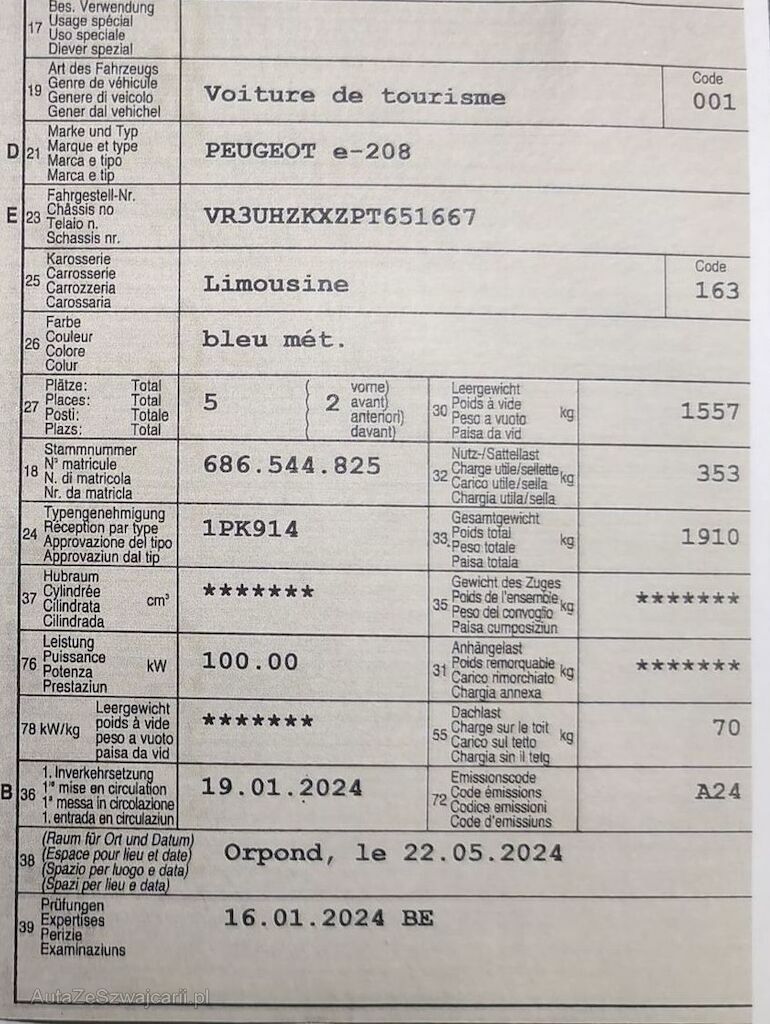 Bes. Verwendung
17 Usage spécial
Uso speciale
Diever spezial
Art des Fahrzeugs
19 Genre de véhicule
Genere di veicolo
Gener dal vehichel
Voiture de tourisme
Code
001
Marke und Typ
D 21 Marque et type
Marca e tipo
Marca e tip
PEUGEOT e-208
Fahrgestell-Nr.
E 23 Châssis no
Telaio n.
Schassis nr.
VR3UHZKXZPT651667
Karosserie
25 Carrosserie
Carrozzeria
Carossaria
Limousine
Code
163
Farbe
26 Couleur
Colore
Colur
bleu mét.
Plätze: Total
27 Places: Total
Posti: Totale
Plazs: Total
5
( vorne)
( 2 avant)
( anteriori)
( davant)
Leergewicht
30 Poids à vide kg
Peso a vuoto
Paisa da vid
1557
Stammnummer
18 N° matricule
N. di matricola
Nr. da matricla
686.544.825
Nutz-/Sattellast
32 Charge utile/sellette kg
Carico utile/sella
Chargia utila/sella
353
Typengenehmigung
24 Réception par type
Approvazione del tipo
Approvaziun dal tip
1PK914
Gesamtgewicht
33 Poids total kg
Peso totale
Paisa totala
1910
Hubraum
37 Cylindrée cm³
Cilindrata
Cilindrada
*******
Gewicht des Zuges
35 Poids de l'ensemble kg
Peso del convoglio
Paisa cumposiziun
*******
Leistung
76 Puissance kW
Potenza
Prestaziun
100.00
Anhängelast
31 Poids remorquable kg
Carico rimorchiato
Chargia annexa
*******
Leergewicht
78 kW/kg poids à vide
peso a vuoto
paisa da vid
*******
Dachlast
55 Charge sur le toit kg
Carico sul tetto
Chargia sin il tetg
70
1. Inverkehrsetzung
B 36 1re mise en circulation
1a messa in circolazione
1. entrada en circulaziun
19.01.2024
Emissionscode
72 Code émissions
Codice emissioni
Code d'emissiuns
A24
(Raum für Ort und Datum)
38 (Espace pour lieu et date)
(Spazio per luogo e data)
(Spazi per lieu e data)
Orpond, le 22.05.2024
Prüfungen
39 Expertises
Perizie
Examinaziuns
16.01.2024 BE
AutaZeSzwajcarii.pl